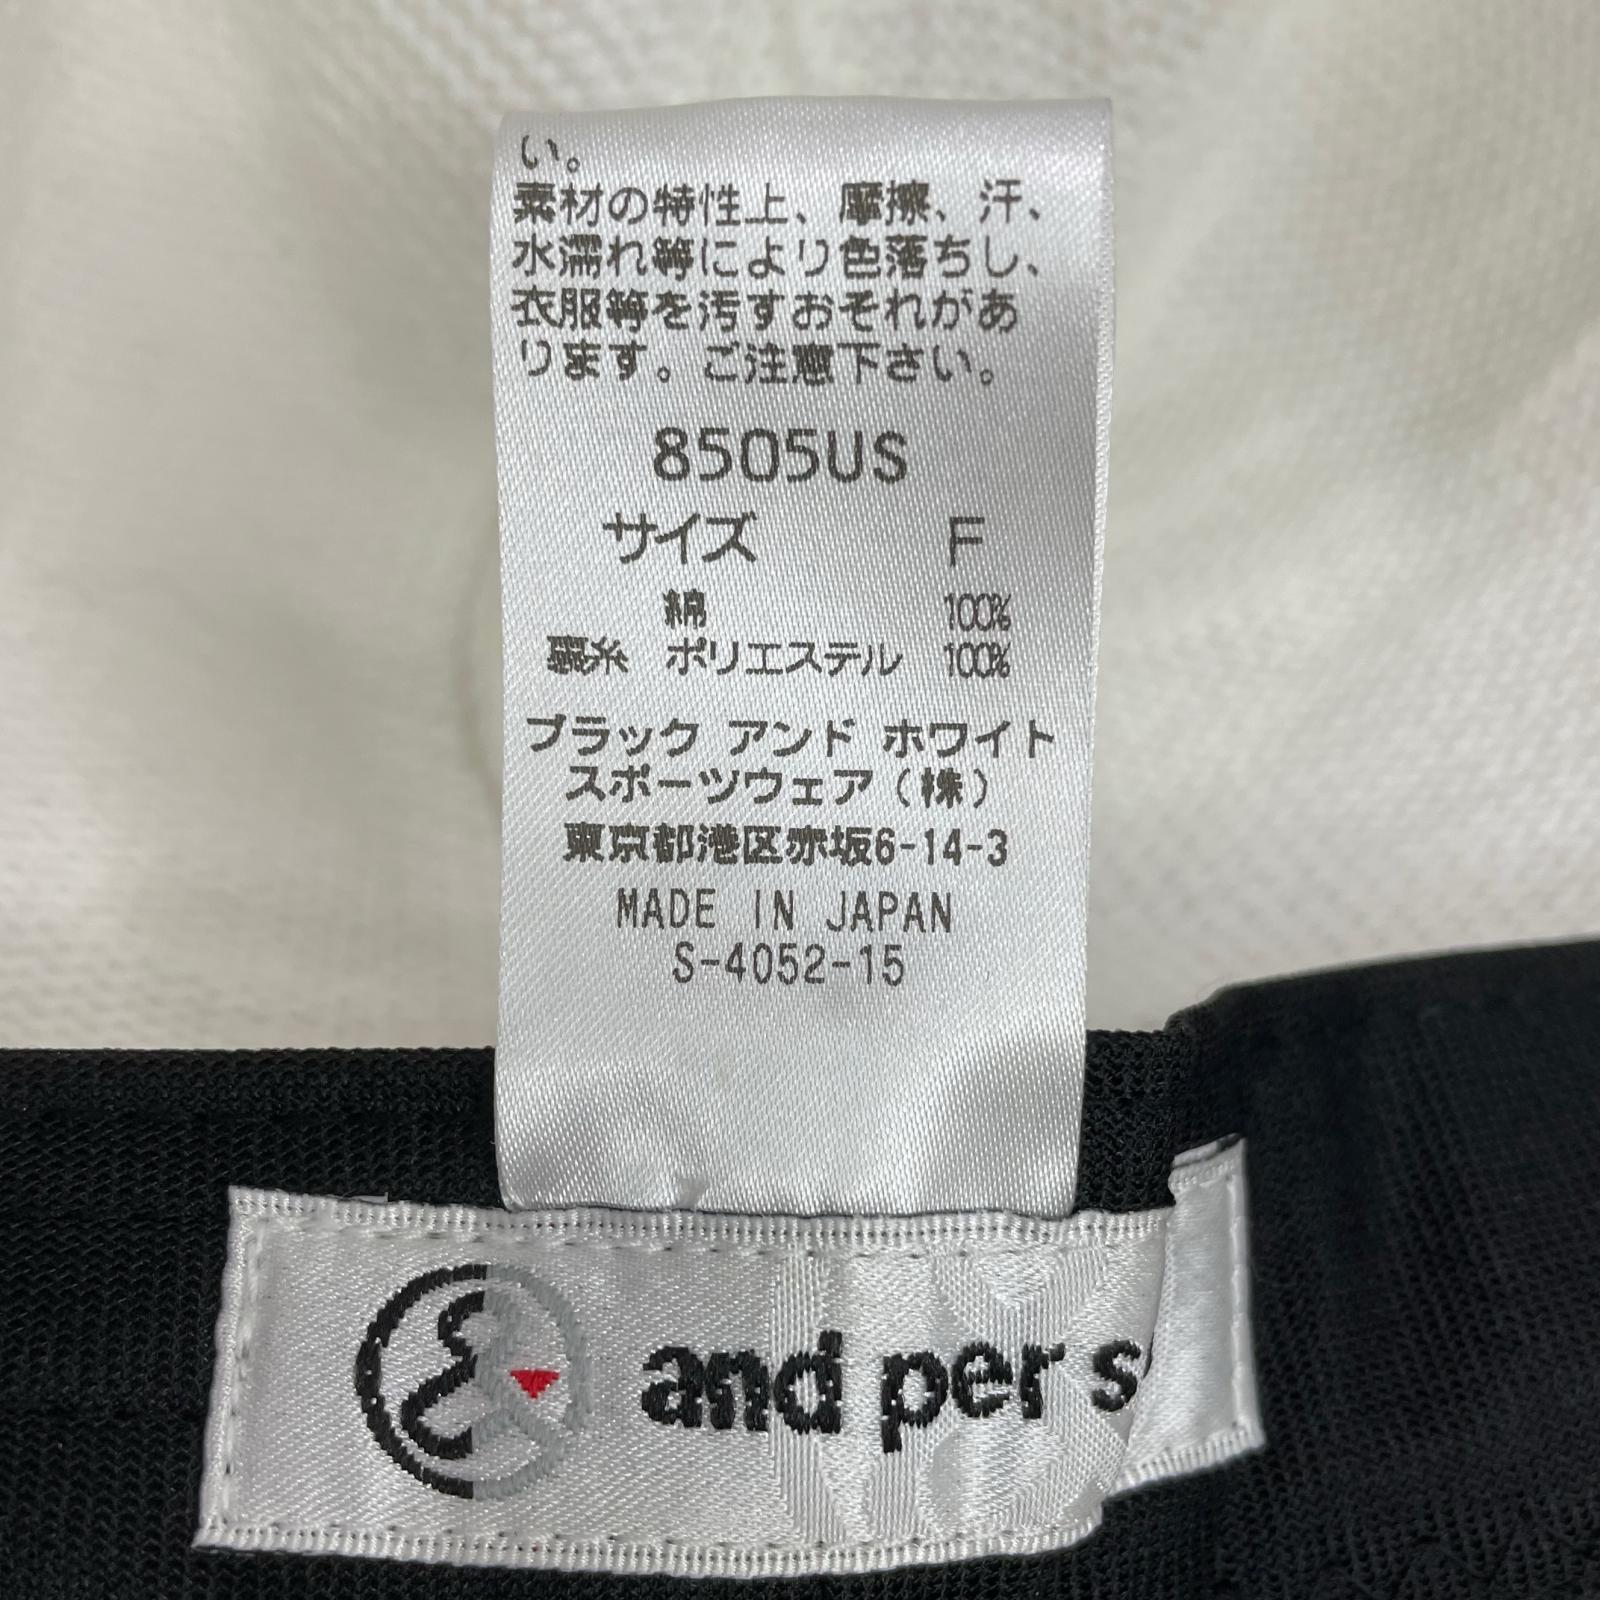 い。
素材の特性上、摩擦、汗、
水濡れ等により色落ちし、
衣服等を汚すおそれがあ
ります。ご注意下さい。
8505US
サイズ F
綿 100%
刺繍糸 ポリエステル 100%
ブラック アンド ホワイト
スポーツウェア(株)
東京都港区赤坂6-14-3
MADE IN JAPAN
S-4052-15
and per s